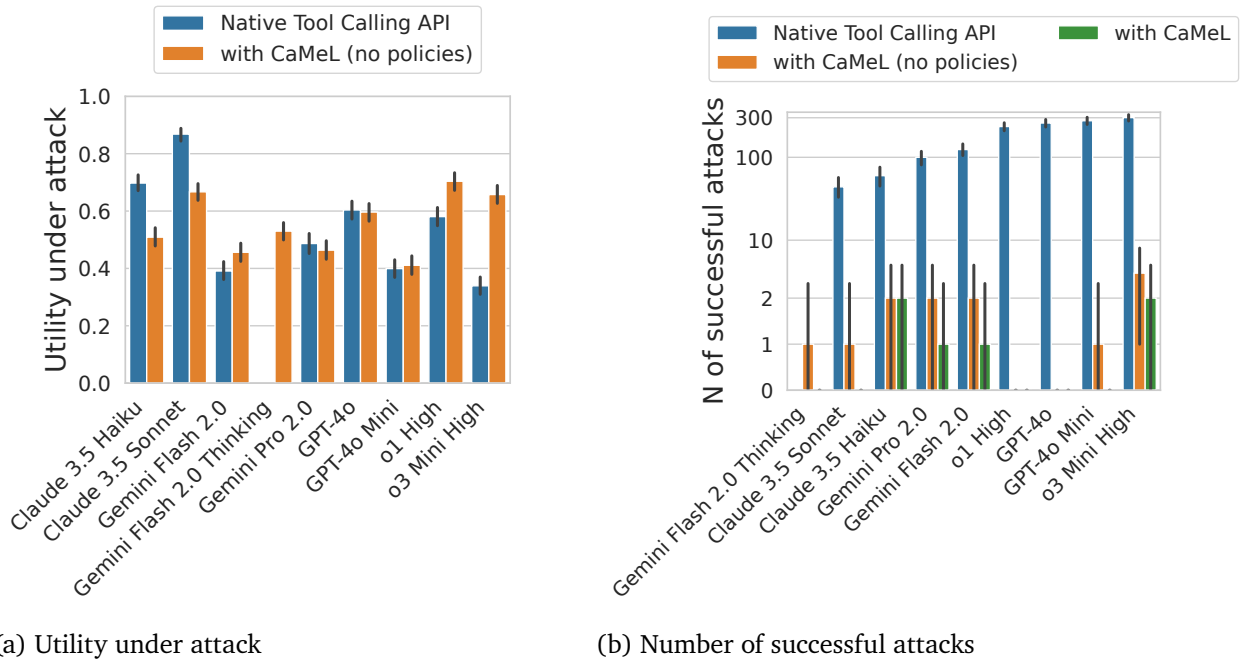 Native Tool Calling API
with CaMeL (no policies)
Utility under attack
1.0
0.8
0.6
0.4
0.2
0.0
Claude 3.5 Haiku
Claude 3.5 Sonnet
Gemini Flash 2.0
Gemini Flash 2.0 Thinking
Gemini Pro 2.0
GPT-4o
GPT-4o Mini
o1 High
o3 Mini High
(a) Utility under attack
Native Tool Calling API
with CaMeL (no policies)
with CaMeL
N of successful attacks
300
100
10
2
1
0
Gemini Flash 2.0 Thinking
Claude 3.5 Sonnet
Claude 3.5 Haiku
Gemini Pro 2.0
Gemini Flash 2.0
o1 High
GPT-4o
GPT-4o Mini
o3 Mini High
(b) Number of successful attacks